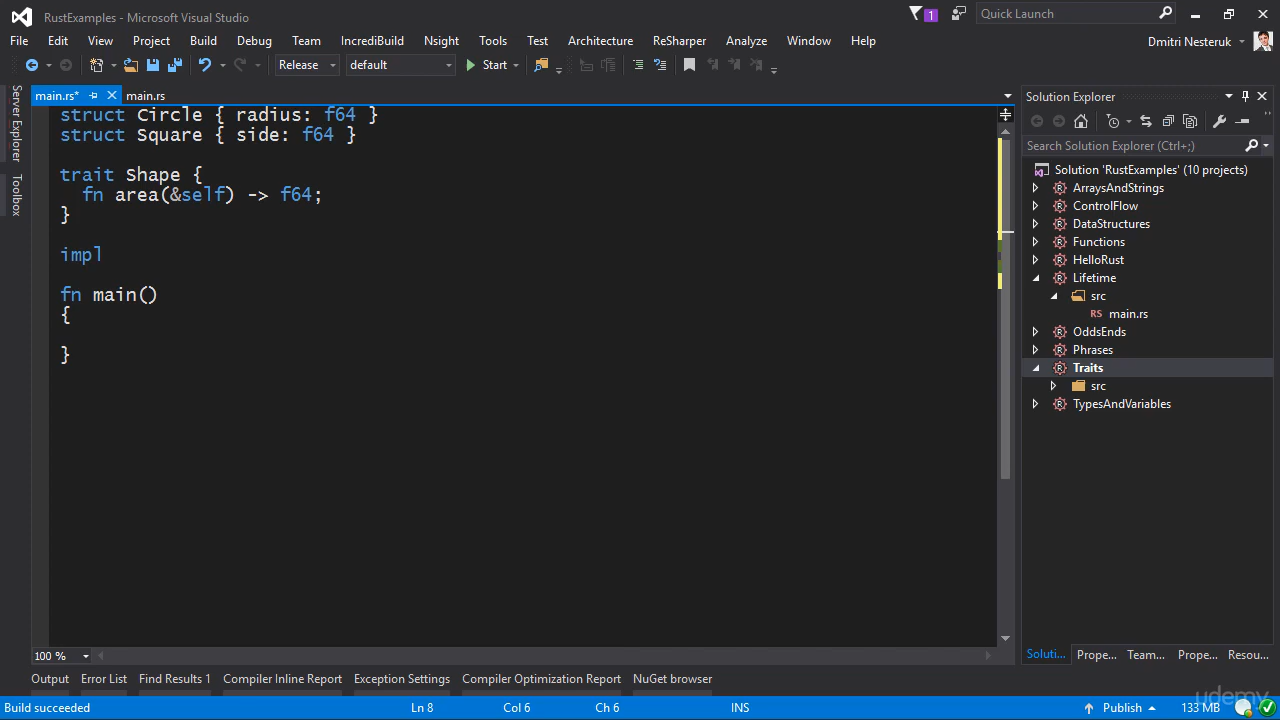 RustExamples - Microsoft Visual Studio
1
Quick Launch
File Edit View Project Build Debug Team IncrediBuild Nsight Tools Test Architecture ReSharper Analyze Window Help
Dmitri Nesteruk
Release default Start
Server Explorer
Toolbox
main.rs* main.rs
struct Circle { radius: f64 }
struct Square { side: f64 }
trait Shape {
fn area(&self) -> f64;
}
impl
fn main()
{
}
Solution Explorer
Search Solution Explorer (Ctrl+;)
Solution 'RustExamples' (10 projects)
ArraysAndStrings
ControlFlow
DataStructures
Functions
HelloRust
Lifetime
src
RS main.rs
OddsEnds
Phrases
Traits
src
TypesAndVariables
100 %
Soluti... Prope... Team... Prope... Resou...
Output Error List Find Results 1 Compiler Inline Report Exception Settings Compiler Optimization Report NuGet browser
udemy
Build succeeded Ln 8 Col 6 Ch 6 INS Publish 133 MB